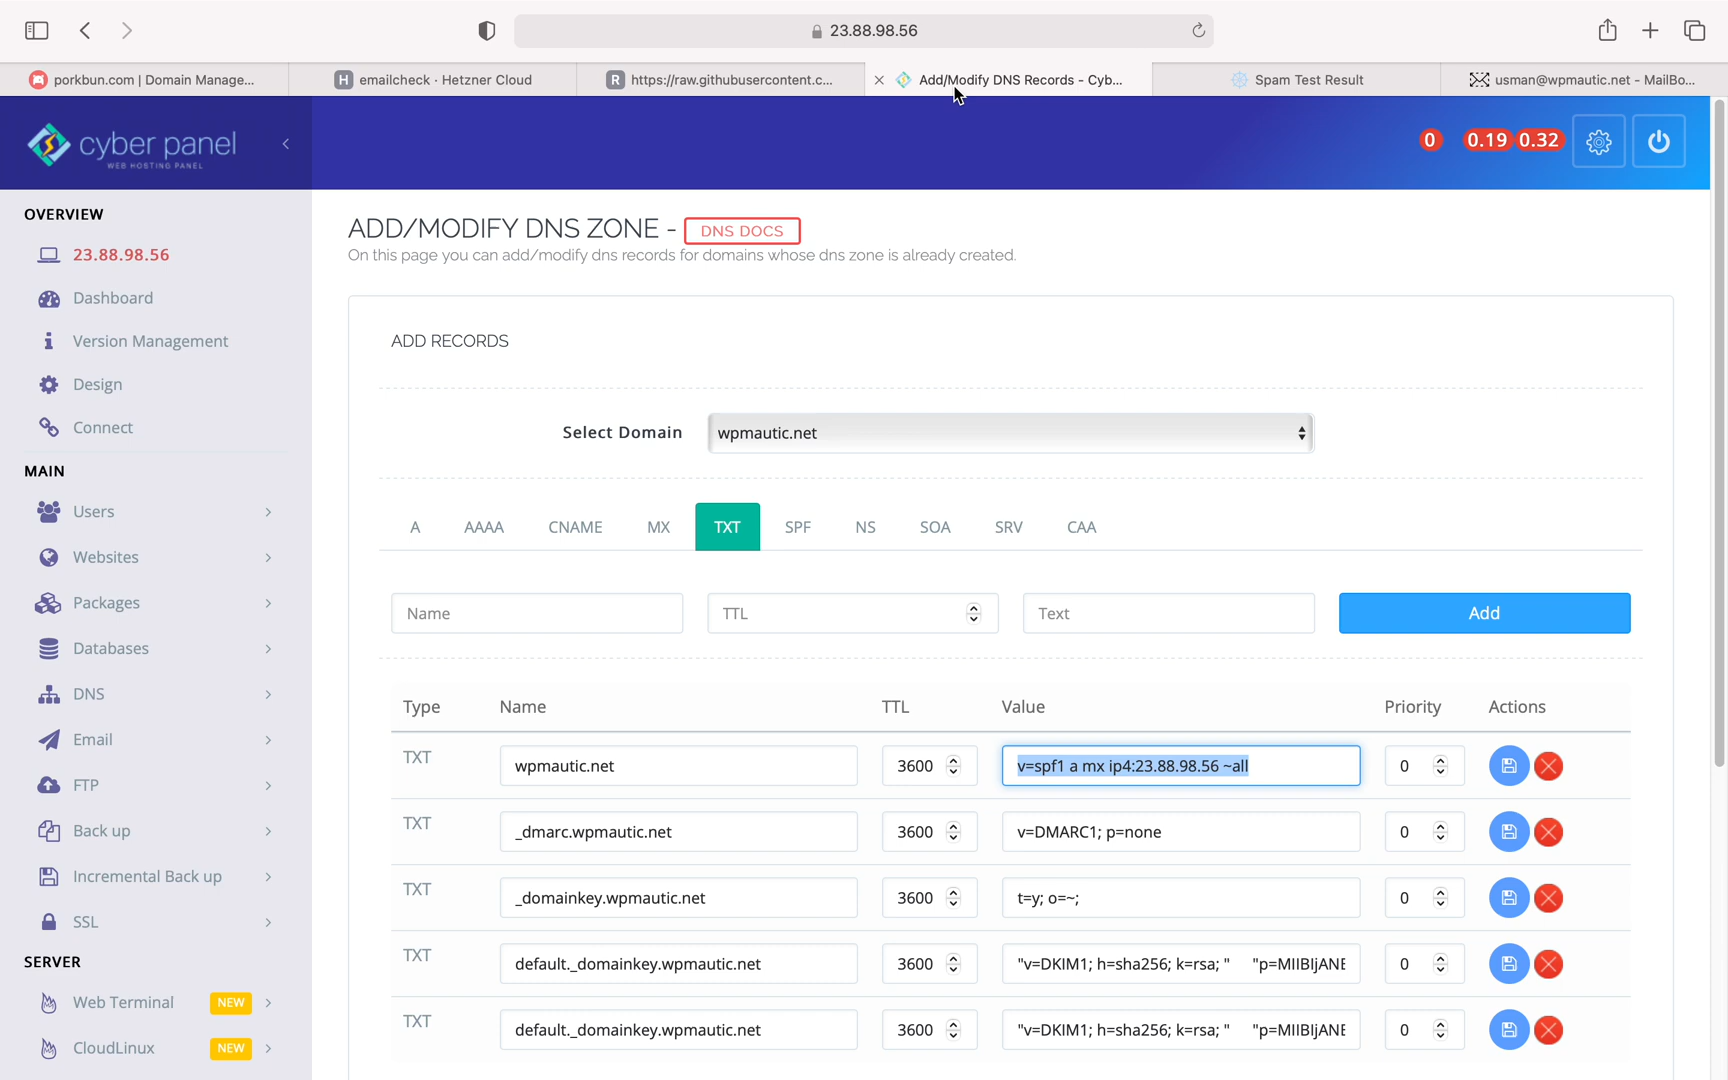 23.88.98.56
porkbun.com | Domain Manage...
H emailcheck · Hetzner Cloud
R https://raw.githubusercontent.c...
Add/Modify DNS Records - Cyb...
Spam Test Result
usman@wpmautic.net - MailBo...
cyber panel
WEB HOSTING PANEL
0 0.19 0.32
OVERVIEW
23.88.98.56
Dashboard
Version Management
Design
Connect
MAIN
Users
Websites
Packages
Databases
DNS
Email
FTP
Back up
Incremental Back up
SSL
SERVER
Web Terminal NEW
CloudLinux NEW
ADD/MODIFY DNS ZONE - DNS DOCS
On this page you can add/modify dns records for domains whose dns zone is already created.
ADD RECORDS
Select Domain wpmautic.net
A AAAA CNAME MX TXT SPF NS SOA SRV CAA
Name TTL Text Add
Type Name TTL Value Priority Actions
TXT wpmautic.net 3600 v=spf1 a mx ip4:23.88.98.56 ~all 0
TXT _dmarc.wpmautic.net 3600 v=DMARC1; p=none 0
TXT _domainkey.wpmautic.net 3600 t=y; o=~; 0
TXT default._domainkey.wpmautic.net 3600 "v=DKIM1; h=sha256; k=rsa; " "p=MIIBIjANE 0
TXT default._domainkey.wpmautic.net 3600 "v=DKIM1; h=sha256; k=rsa; " "p=MIIBIjANE 0